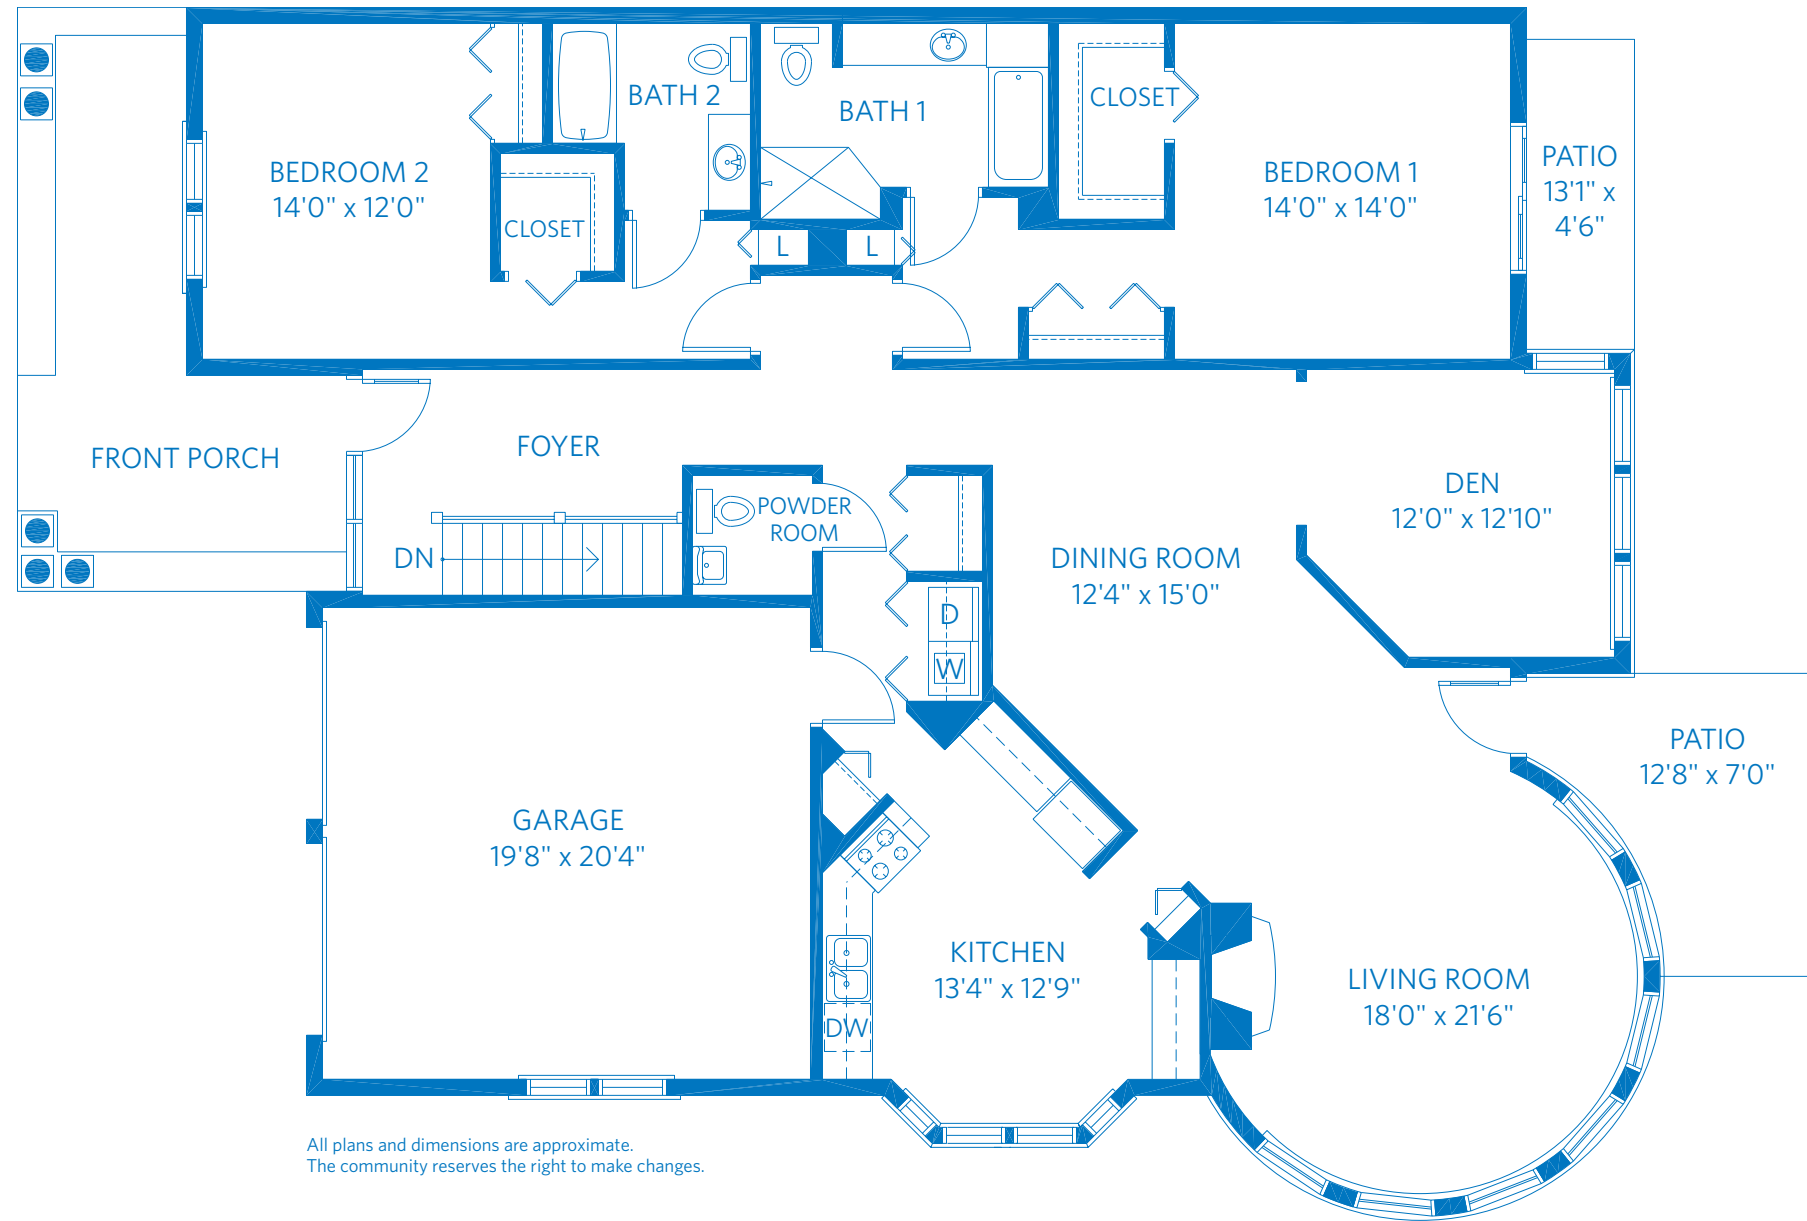 BATH 2
BATH 1
CLOSET
BEDROOM 2
14'0" x 12'0"
CLOSET
BEDROOM 1
14'0" x 14'0"
PATIO
13'1" x
4'6"
L
L
FRONT PORCH
FOYER
POWDER
ROOM
DN
DEN
12'0" x 12'10"
DINING ROOM
12'4" x 15'0"
D
W
PATIO
12'8" x 7'0"
GARAGE
19'8" x 20'4"
KITCHEN
13'4" x 12'9"
DW
LIVING ROOM
18'0" x 21'6"
All plans and dimensions are approximate.
The community reserves the right to make changes.